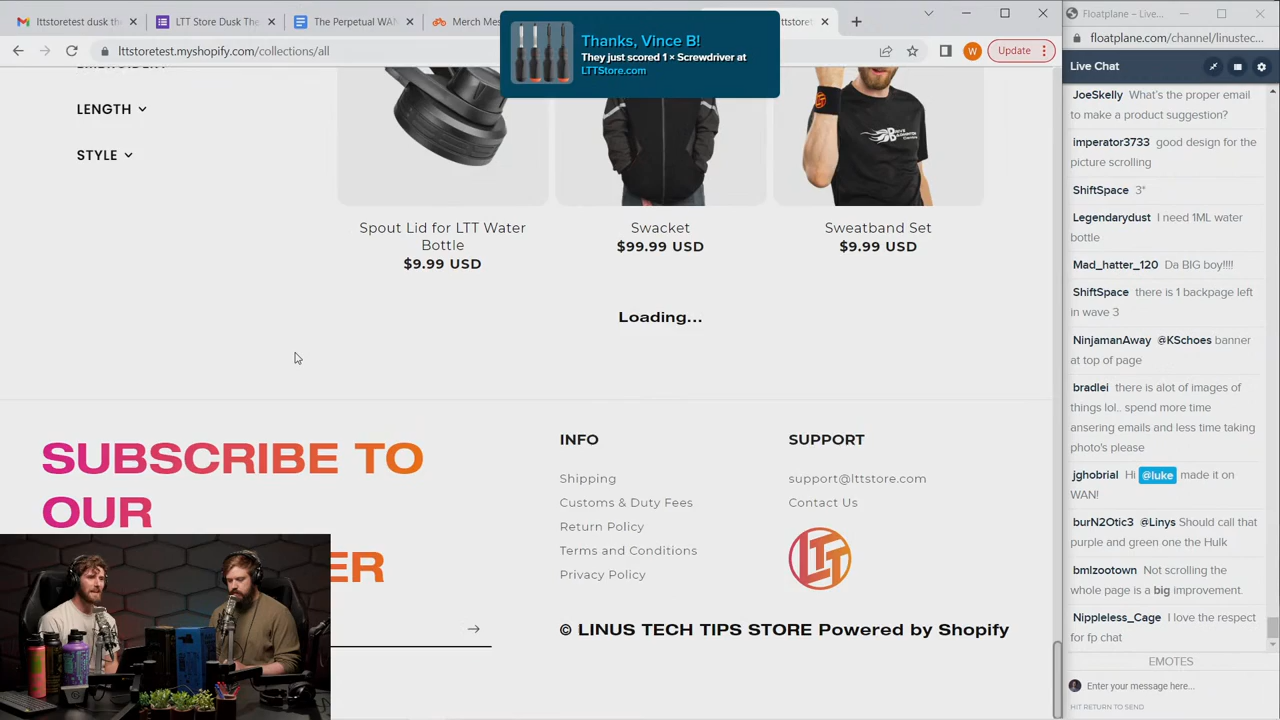 Lttstoretest dusk th
LTT Store Dusk The
The Perpetual WAN
Merch Mes
ttstoret
lttstoretest.myshopify.com/collections/all
W
Update
Thanks, Vince B!
They just scored 1 × Screwdriver at
LTTStore.com
LENGTH
STYLE
Spout Lid for LTT Water
Bottle
$9.99 USD
Swacket
$99.99 USD
Sweatband Set
$9.99 USD
Loading...
SUBSCRIBE TO
OUR
ER
INFO
Shipping
Customs & Duty Fees
Return Policy
Terms and Conditions
Privacy Policy
SUPPORT
support@lttstore.com
Contact Us
LTT
© LINUS TECH TIPS STORE Powered by Shopify
Floatplane – Live...
floatplane.com/channel/linustec...
Live Chat
JoeSkelly What's the proper email
to make a product suggestion?
imperator3733 good design for the
picture scrolling
ShiftSpace 3*
Legendarydust I need 1ML water
bottle
Mad_hatter_120 Da BIG boy!!!!
ShiftSpace there is 1 backpage left
in wave 3
NinjamanAway @KSchoes banner
at top of page
bradlei there is alot of images of
things lol.. spend more time
ansering emails and less time taking
photo's please
jghobrial Hi @luke made it on
WAN!
burN2Otic3 @Linys Should call that
purple and green one the Hulk
bmlzootown Not scrolling the
whole page is a big improvement.
Nippleless_Cage I love the respect
for fp chat
EMOTES
Enter your message here...
HIT RETURN TO SEND